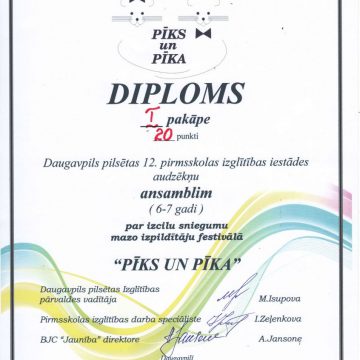 PĪKS
un
PĪKA
DIPLOMS
I pakāpe
20 punkti
Daugavpils pilsētas 12. pirmsskolas izglītības iestādes
audzēkņu
ansamblim
( 6-7 gadi )
par izcilu sniegumu
mazo izpildītāju festivālā
“PĪKS UN PĪKA”
Daugavpils pilsētas Izglītības
pārvaldes vadītāja M.Isupova
Pirmsskolas izglītības darba speciāliste I.Zeļenkova
BJC “Jaunība” direktore A.Jansone
Daugavpilī